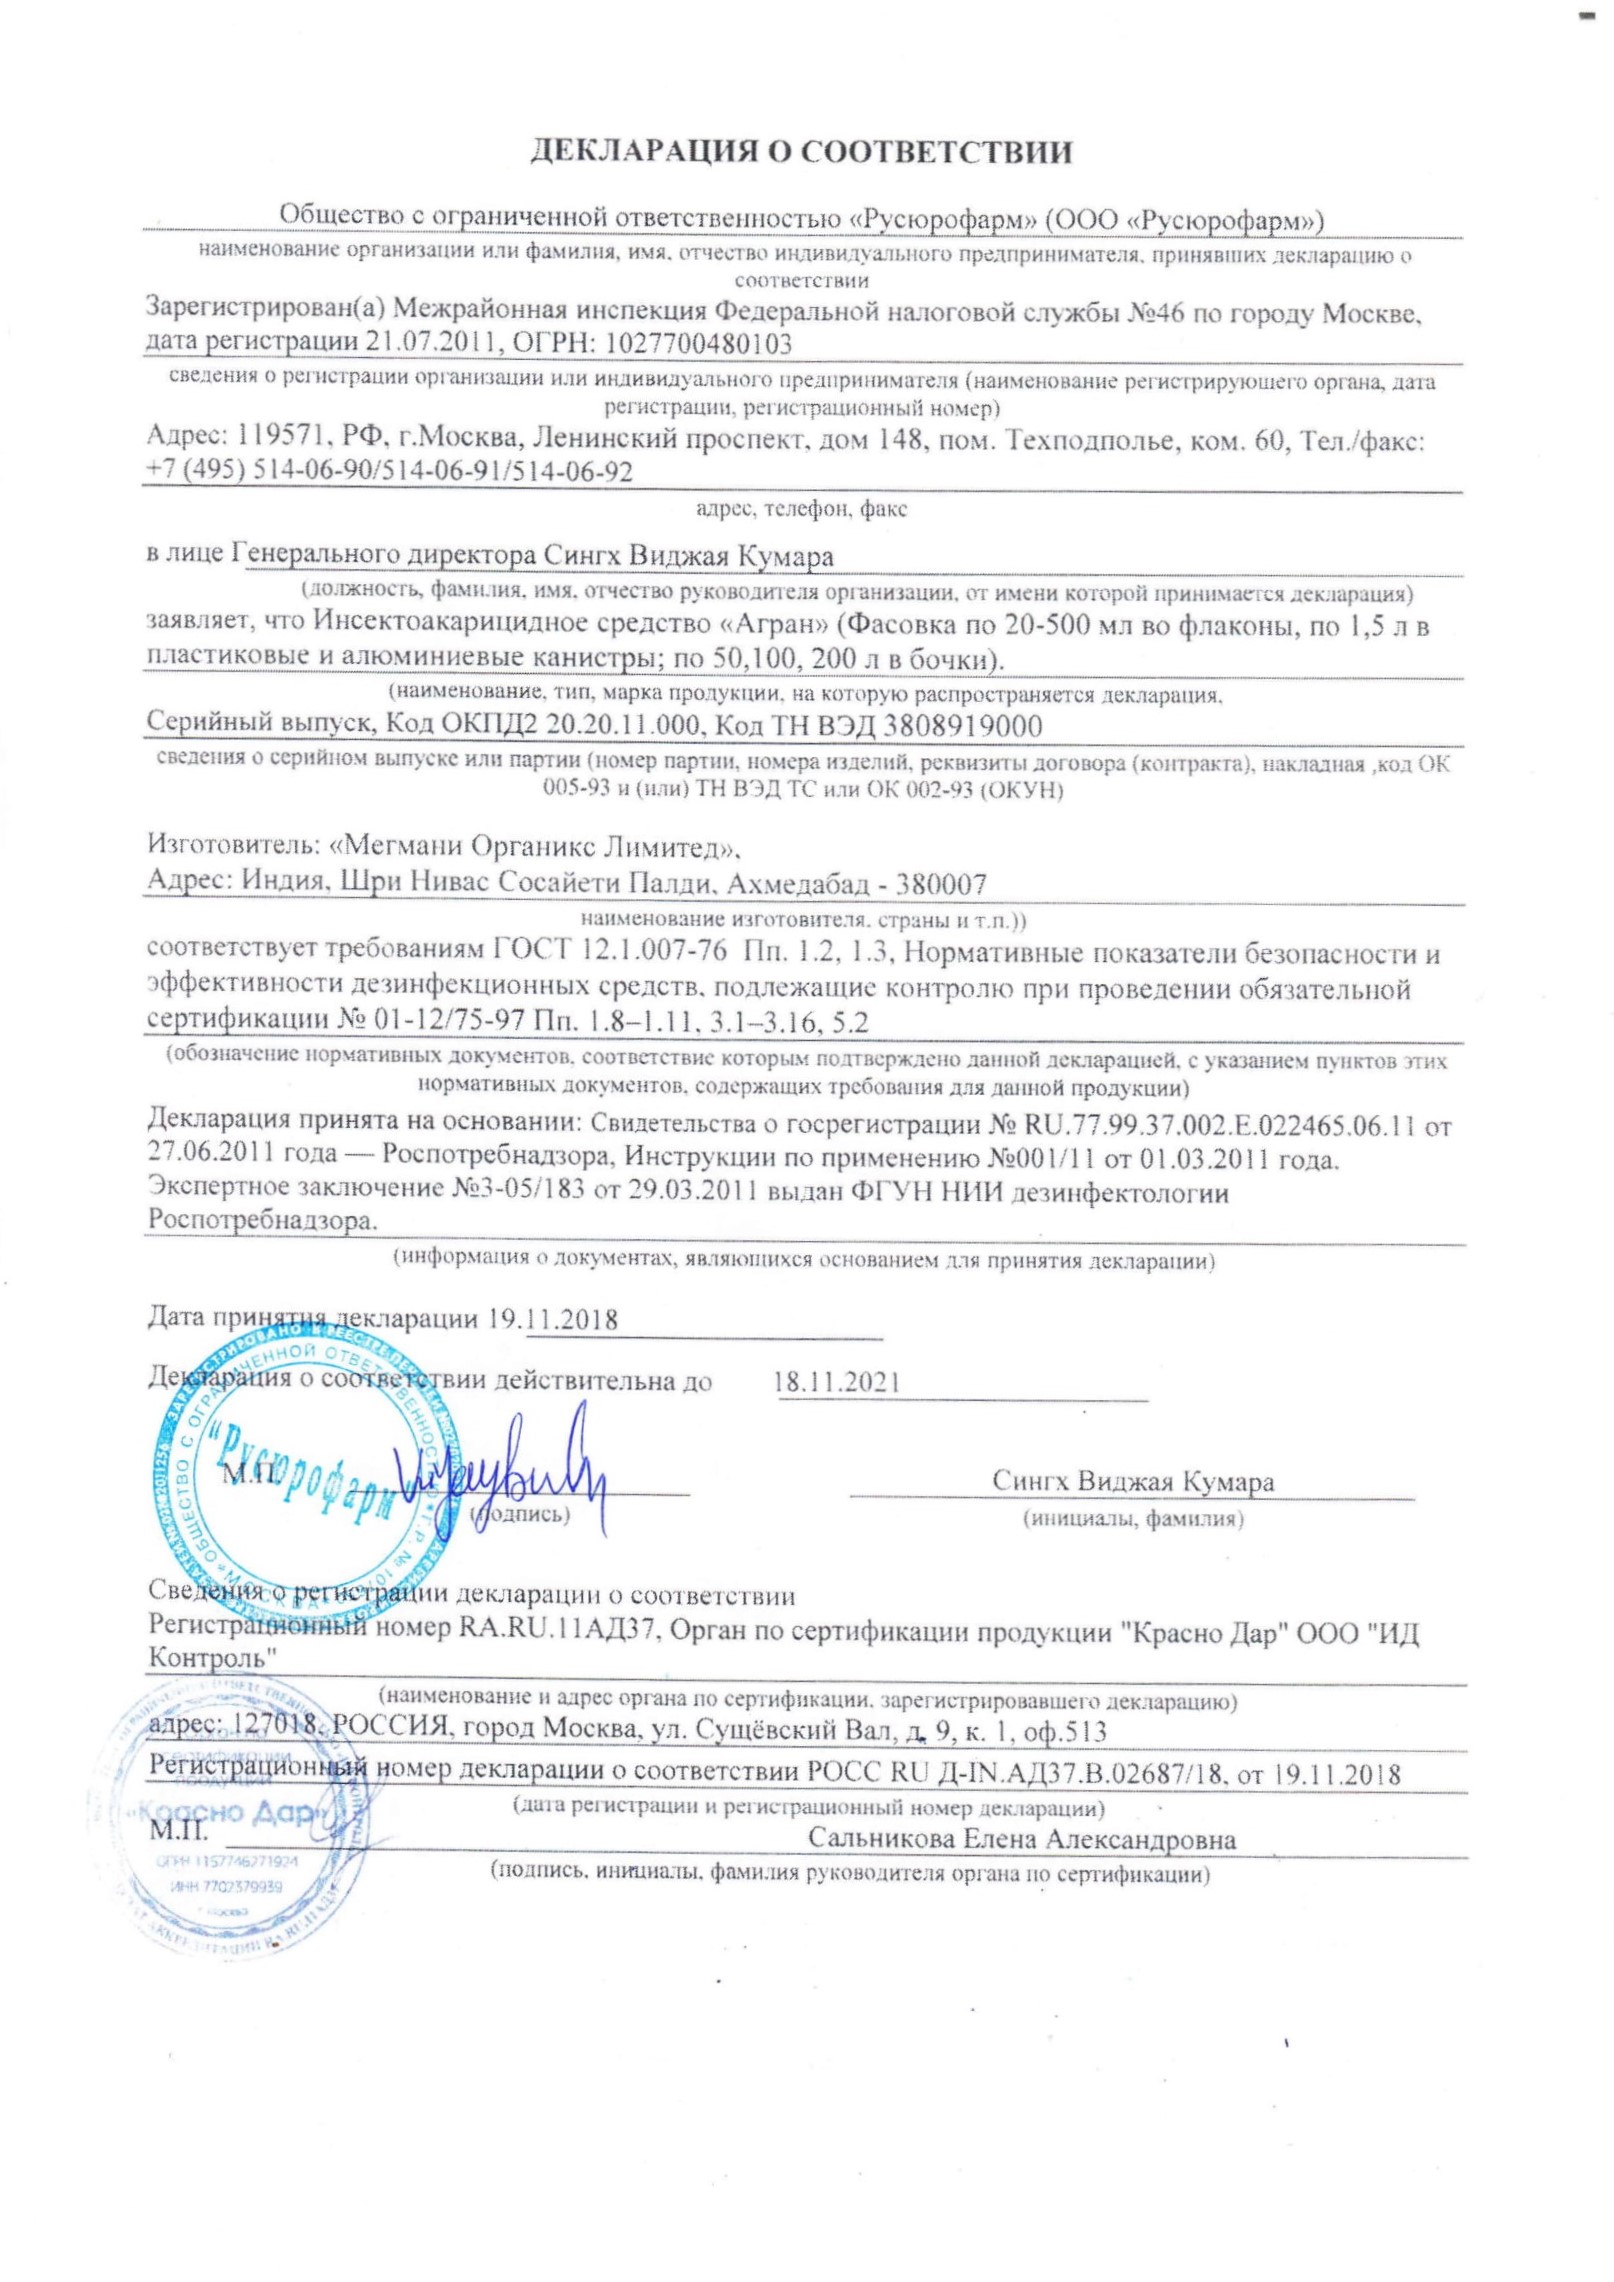 ДЕКЛАРАЦИЯ О СООТВЕТСТВИИ
Общество с ограниченной ответственностью «Русюрофарм» (ООО «Русюрофарм»)
наименование организации или фамилия, имя, отчество индивидуального предпринимателя, принявших декларацию о
соответствии
Зарегистрирован(а) Межрайонная инспекция Федеральной налоговой службы №46 по городу Москве,
дата регистрации 21.07.2011, ОГРН: 1027700480103
сведения о регистрации организации или индивидуального предпринимателя (наименование регистрирующего органа, дата
регистрации, регистрационный номер)
Адрес: 119571, РФ, г.Москва, Ленинский проспект, дом 148, пом. Техподполье, ком. 60, Тел./факс:
+7 (495) 514-06-90/514-06-91/514-06-92
адрес, телефон, факс
в лице Генерального директора Сингх Виджая Кумара
(должность, фамилия, имя, отчество руководителя организации, от имени которой принимается декларация)
заявляет, что Инсектоакарицидное средство «Агран» (Фасовка по 20-500 мл во флаконы, по 1,5 л в
пластиковые и алюминиевые канистры; по 50,100, 200 л в бочки).
(наименование, тип, марка продукции, на которую распространяется декларация,
Серийный выпуск, Код ОКПД2 20.20.11.000, Код ТН ВЭД 3808919000
сведения о серийном выпуске или партии (номер партии, номера изделий, реквизиты договора (контракта), накладная ,код ОК
005-93 и (или) ТН ВЭД ТС или ОК 002-93 (ОКУН)
Изготовитель: «Мегмани Органикс Лимитед»,
Адрес: Индия, Шри Нивас Сосайети Палди, Ахмедабад - 380007
наименование изготовителя, страны и т.п.))
соответствует требованиям ГОСТ 12.1.007-76 Пп. 1.2, 1.3, Нормативные показатели безопасности и
эффективности дезинфекционных средств, подлежащие контролю при проведении обязательной
сертификации № 01-12/75-97 Пп. 1.8–1.11, 3.1–3.16, 5.2
(обозначение нормативных документов, соответствие которым подтверждено данной декларацией, с указанием пунктов этих
нормативных документов, содержащих требования для данной продукции)
Декларация принята на основании: Свидетельства о госрегистрации № RU.77.99.37.002.Е.022465.06.11 от
27.06.2011 года — Роспотребнадзора, Инструкции по применению №001/11 от 01.03.2011 года.
Экспертное заключение №3-05/183 от 29.03.2011 выдан ФГУН НИИ дезинфектологии
Роспотребнадзора.
(информация о документах, являющихся основанием для принятия декларации)
Дата принятия декларации 19.11.2018
Декларация о соответствии действительна до 18.11.2021
"Русюрофарм"
М.П.
Сингх Виджая Кумара
(подпись) (инициалы, фамилия)
Сведения о регистрации декларации о соответствии
Регистрационный номер RA.RU.11АД37, Орган по сертификации продукции "Красно Дар" ООО "ИД
Контроль"
(наименование и адрес органа по сертификации, зарегистрировавшего декларацию)
адрес: 127018, РОССИЯ, город Москва, ул. Сущёвский Вал, д. 9, к. 1, оф.513
Регистрационный номер декларации о соответствии РОСС RU Д-IN.АД37.В.02687/18, от 19.11.2018
(дата регистрации и регистрационный номер декларации)
«Красно Дар»
М.П. Сальникова Елена Александровна
(подпись, инициалы, фамилия руководителя органа по сертификации)
ОГРН 1157746271924
ИНН 7702379939